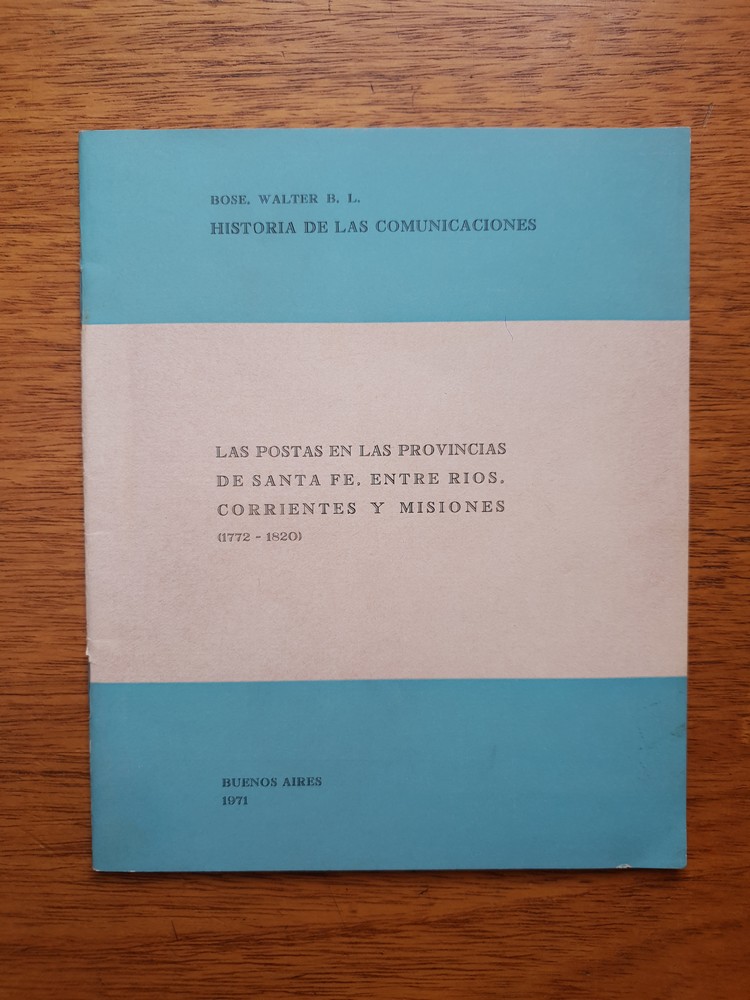 BOSE, WALTER B. L.
HISTORIA DE LAS COMUNICACIONES
LAS POSTAS EN LAS PROVINCIAS
DE SANTA FE, ENTRE RIOS,
CORRIENTES Y MISIONES
(1772 - 1820)
BUENOS AIRES
1971